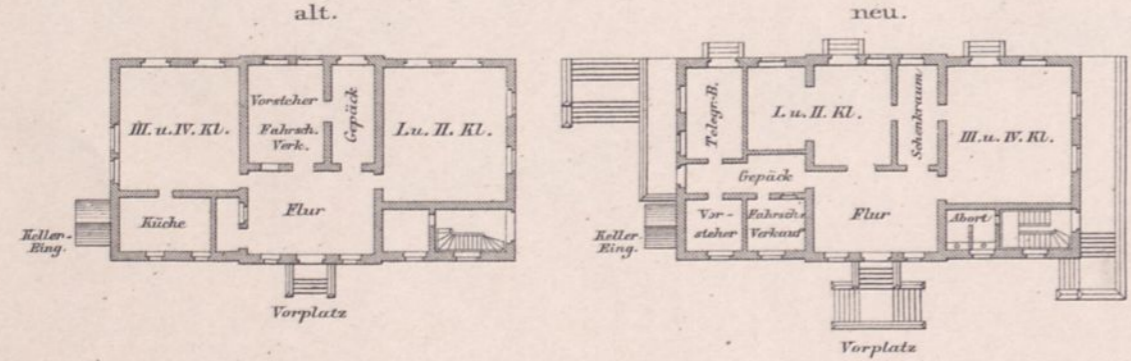 alt.
III. u. IV. Kl.
Vorsteher
Fahrsch.
Verk.
Gepäck
I. u. II. Kl.
Küche
Flur
Keller-
Eing.
Vorplatz
neu.
Telegr.-B.
I. u. II. Kl.
Schenkraum
III. u. IV. Kl.
Gepäck
Vor-
steher
Fahrsch.
Verkauf
Flur
Abort
Keller-
Eing.
Vorplatz